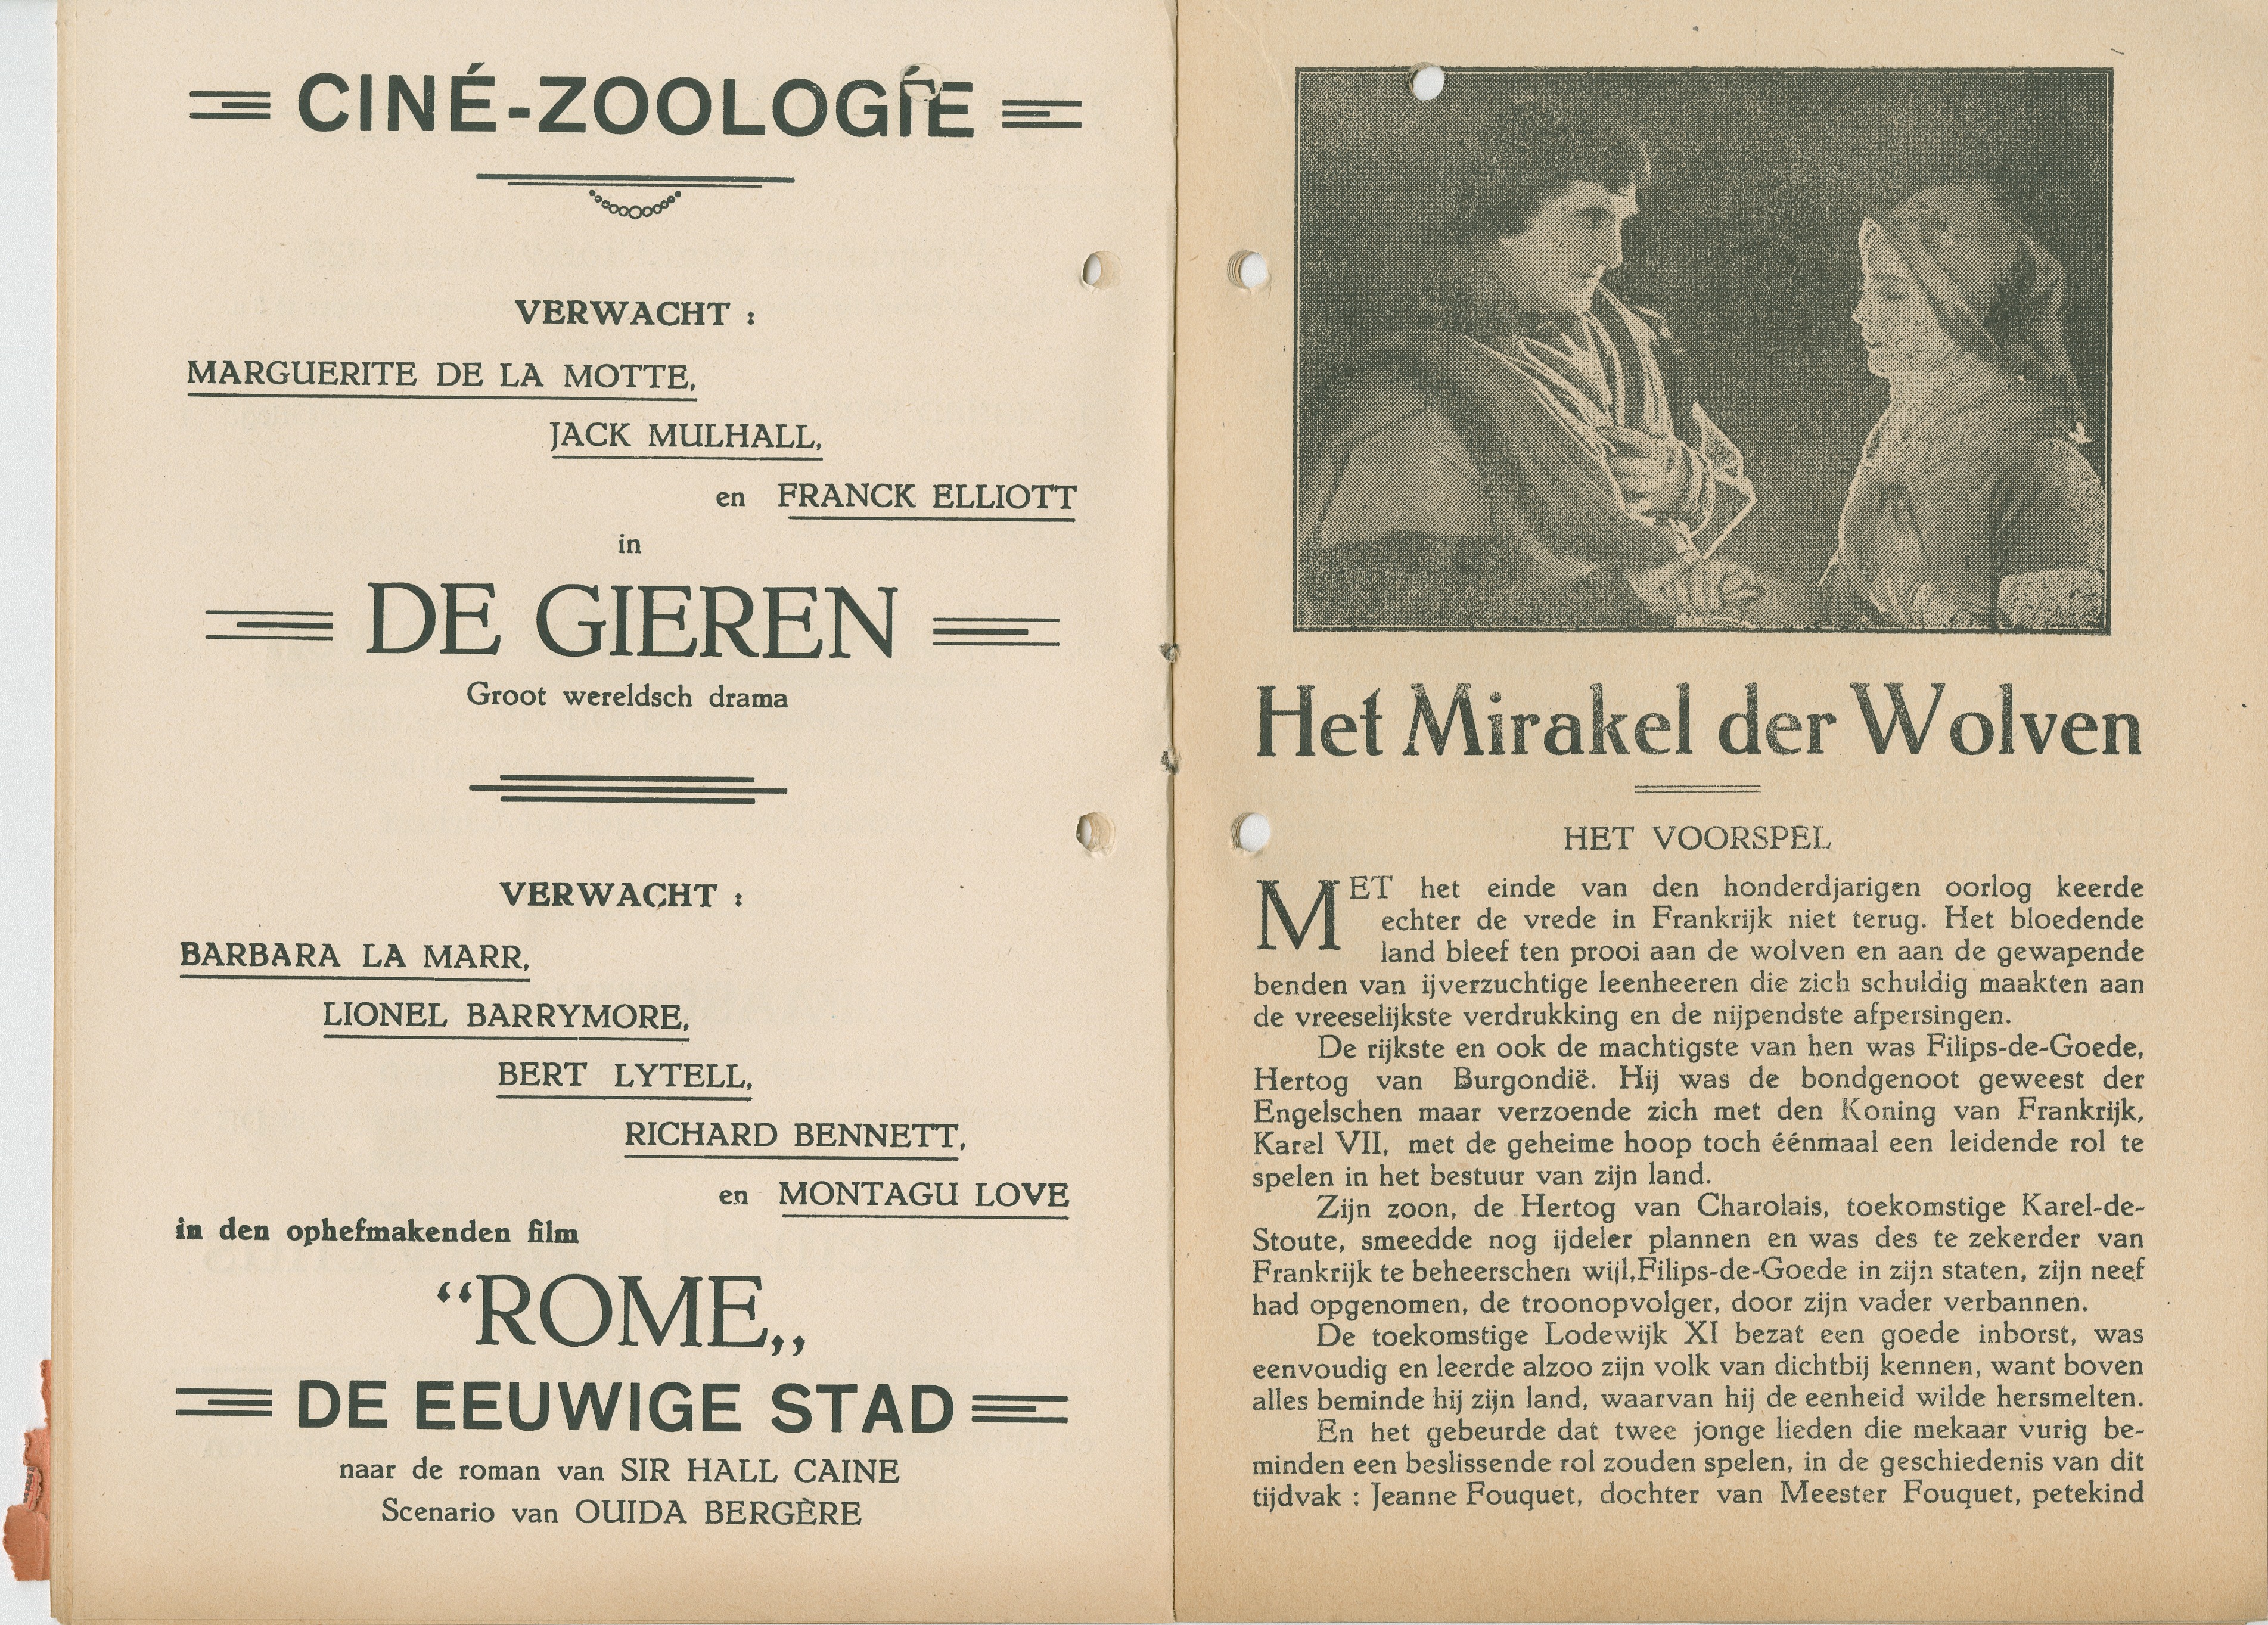 CINÉ-ZOOLOGIE
VERWACHT :
MARGUERITE DE LA MOTTE,
JACK MULHALL,
en FRANCK ELLIOTT
in
DE GIEREN
Groot wereldsch drama
VERWACHT :
BARBARA LA MARR,
LIONEL BARRYMORE,
BERT LYTELL,
RICHARD BENNETT,
en MONTAGU LOVE
in den ophefmakenden film
“ROME„
DE EEUWIGE STAD
naar de roman van SIR HALL CAINE
Scenario van OUIDA BERGÈRE
Het Mirakel der Wolven
HET VOORSPEL
MET het einde van den honderdjarigen oorlog keerde
echter de vrede in Frankrijk niet terug. Het bloedende
land bleef ten prooi aan de wolven en aan de gewapende
benden van ijverzuchtige leenheeren die zich schuldig maakten aan
de vreeselijkste verdrukking en de nijpendste afpersingen.
De rijkste en ook de machtigste van hen was Filips-de-Goede,
Hertog van Burgondië. Hij was de bondgenoot geweest der
Engelschen maar verzoende zich met den Koning van Frankrijk,
Karel VII, met de geheime hoop toch éénmaal een leidende rol te
spelen in het bestuur van zijn land.
Zijn zoon, de Hertog van Charolais, toekomstige Karel-de-
Stoute, smeedde nog ijdeler plannen en was des te zekerder van
Frankrijk te beheerschen wijl,Filips-de-Goede in zijn staten, zijn neef
had opgenomen, de troonopvolger, door zijn vader verbannen.
De toekomstige Lodewijk XI bezat een goede inborst, was
eenvoudig en leerde alzoo zijn volk van dichtbij kennen, want boven
alles beminde hij zijn land, waarvan hij de eenheid wilde hersmelten.
En het gebeurde dat twee jonge lieden die mekaar vurig be-
minden een beslissende rol zouden spelen, in de geschiedenis van dit
tijdvak : Jeanne Fouquet, dochter van Meester Fouquet, petekind